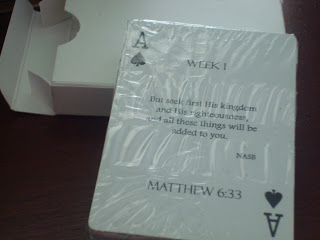 A
WEEK 1
But seek first His kingdom
and His righteousness,
and all these things will be
added to you.
NASB
MATTHEW 6:33
A